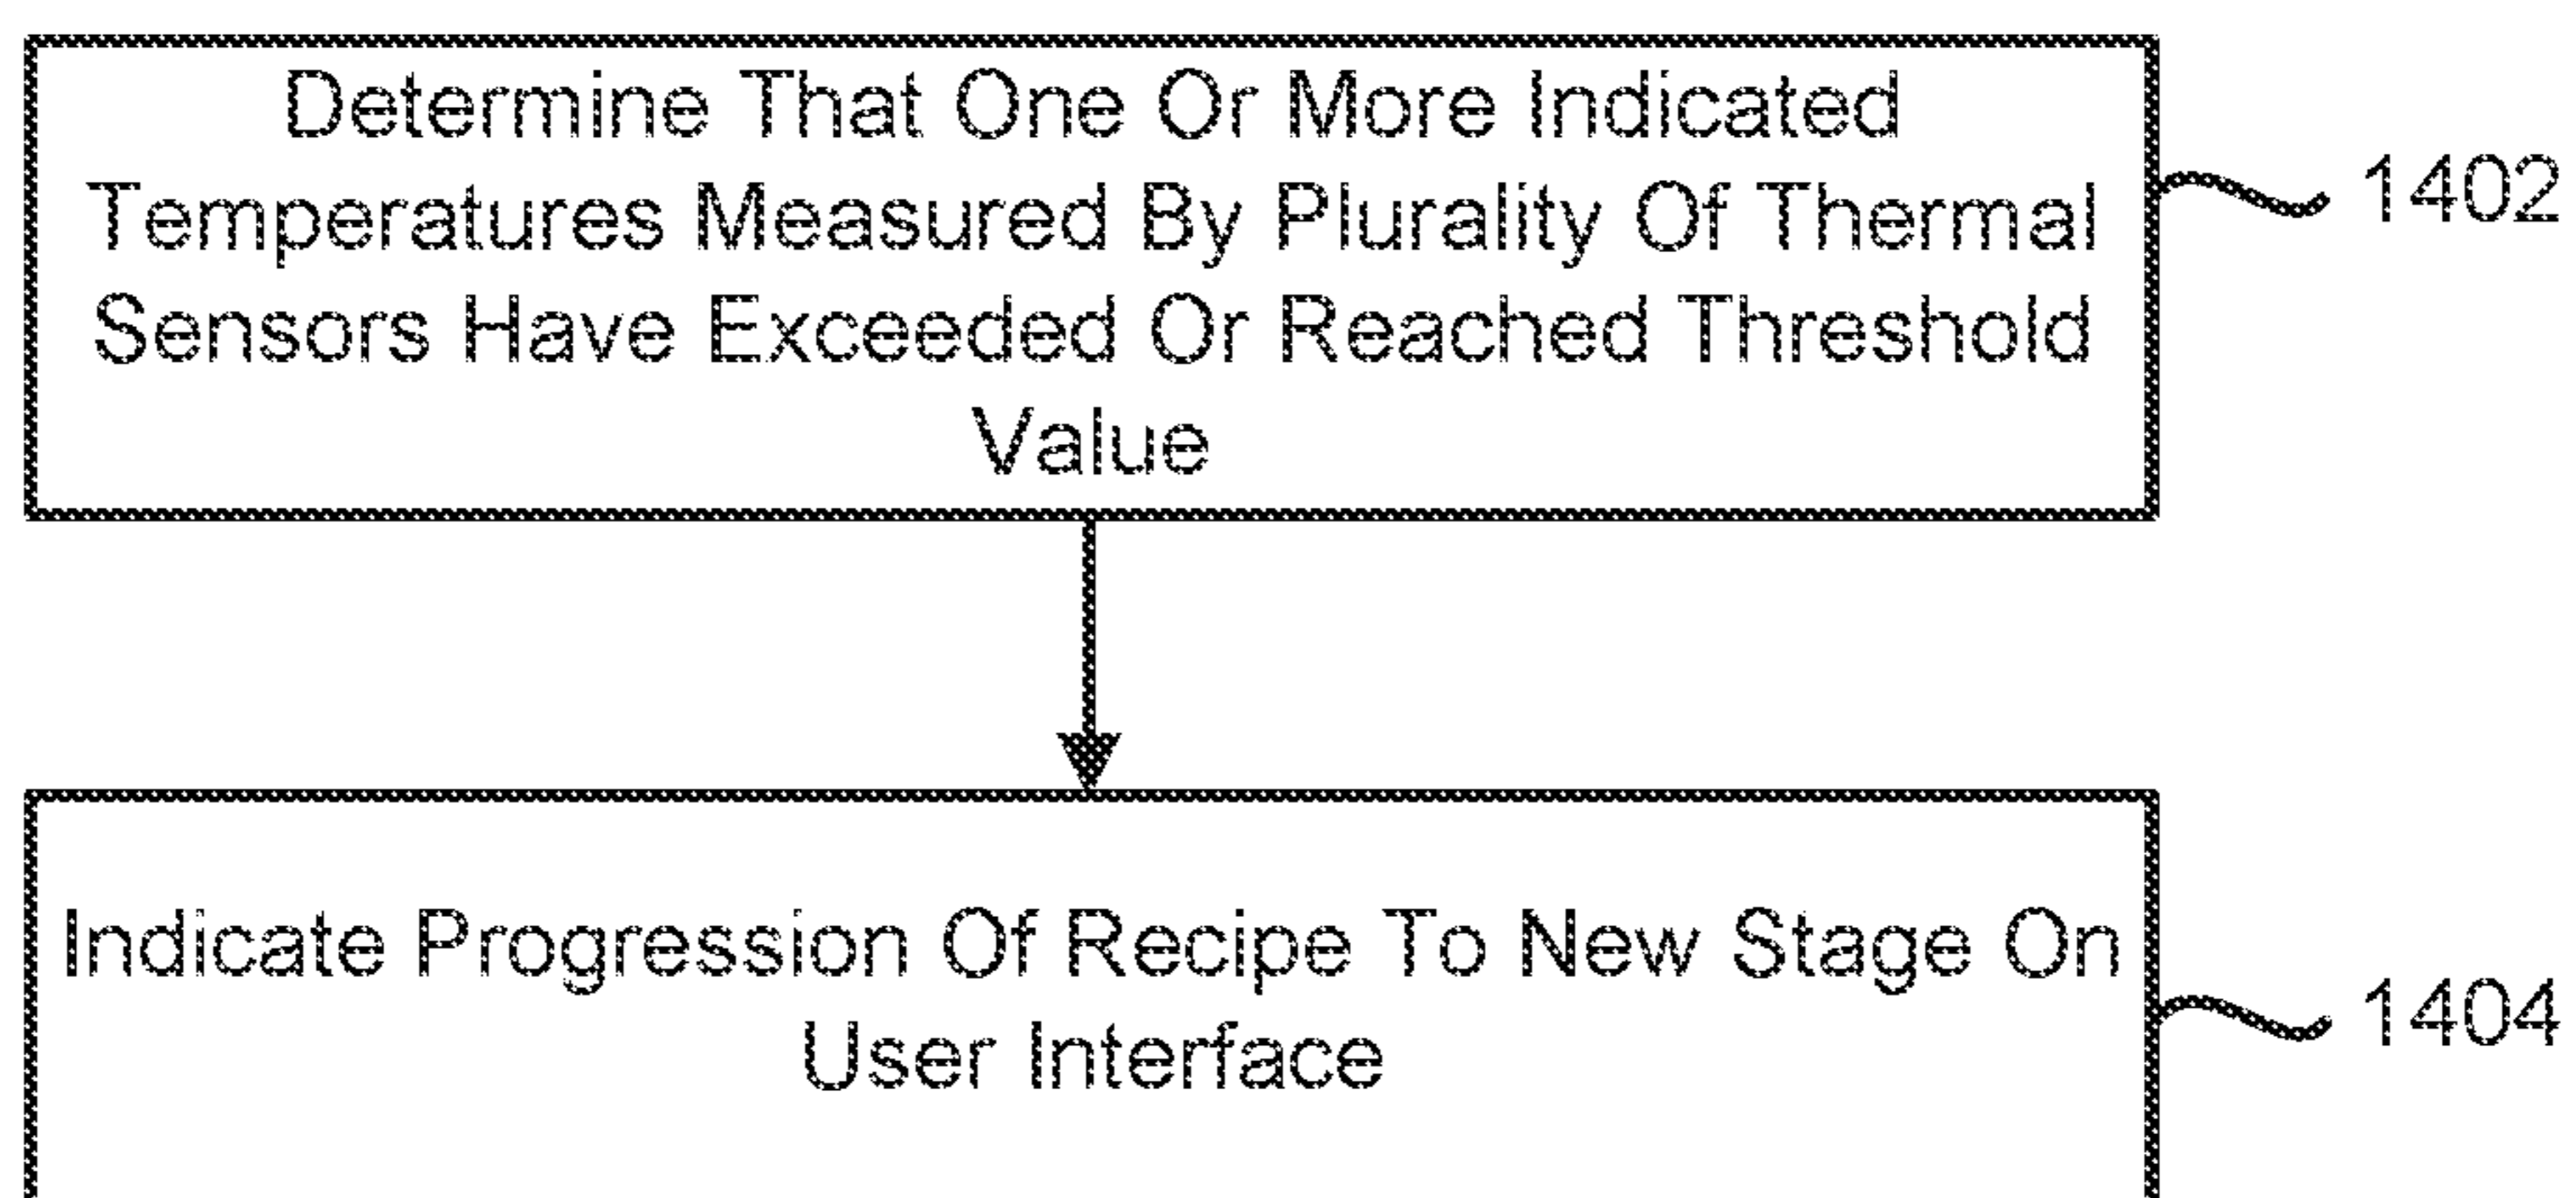 Determine That One Or More Indicated
Temperatures Measured By Plurality Of Thermal
Sensors Have Exceeded Or Reached Threshold
Value
1402
Indicate Progression Of Recipe To New Stage On
User Interface
1404